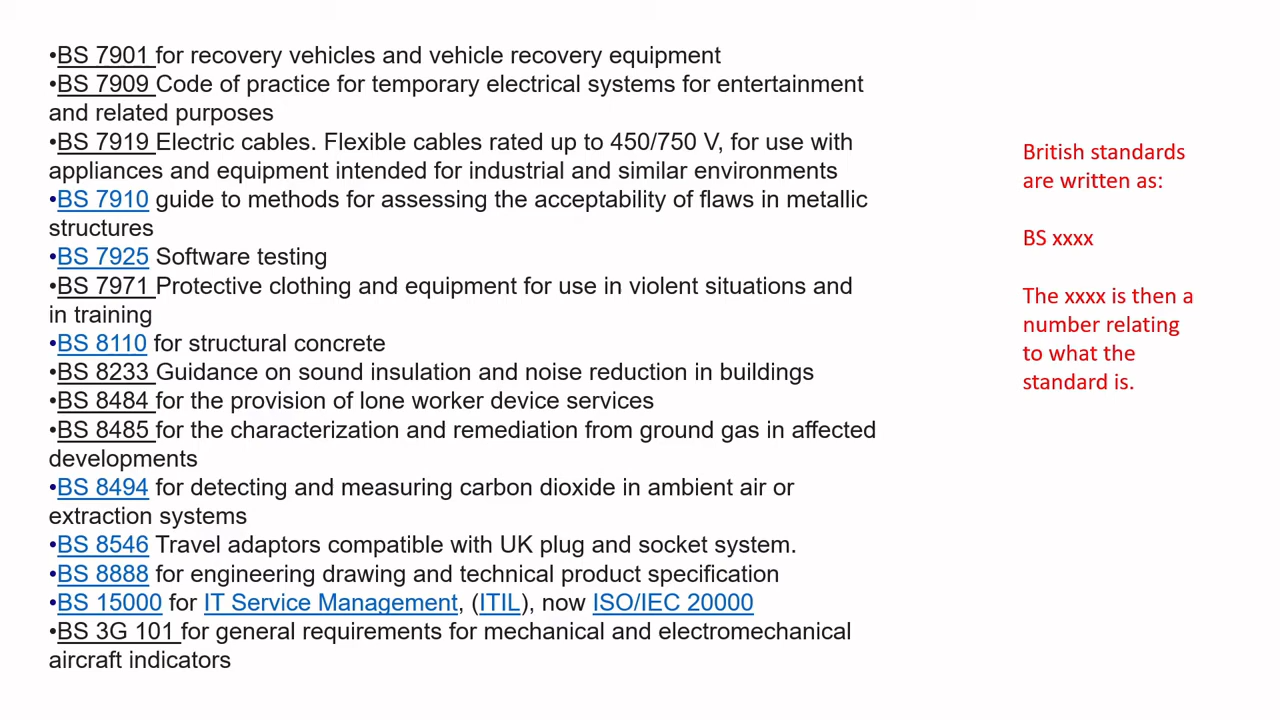 •BS 7901 for recovery vehicles and vehicle recovery equipment
•BS 7909 Code of practice for temporary electrical systems for entertainment
and related purposes
•BS 7919 Electric cables. Flexible cables rated up to 450/750 V, for use with
appliances and equipment intended for industrial and similar environments
•BS 7910 guide to methods for assessing the acceptability of flaws in metallic
structures
•BS 7925 Software testing
•BS 7971 Protective clothing and equipment for use in violent situations and
in training
•BS 8110 for structural concrete
•BS 8233 Guidance on sound insulation and noise reduction in buildings
•BS 8484 for the provision of lone worker device services
•BS 8485 for the characterization and remediation from ground gas in affected
developments
•BS 8494 for detecting and measuring carbon dioxide in ambient air or
extraction systems
•BS 8546 Travel adaptors compatible with UK plug and socket system.
•BS 8888 for engineering drawing and technical product specification
•BS 15000 for IT Service Management, (ITIL), now ISO/IEC 20000
•BS 3G 101 for general requirements for mechanical and electromechanical
aircraft indicators
British standards
are written as:
BS xxxx
The xxxx is then a
number relating
to what the
standard is.